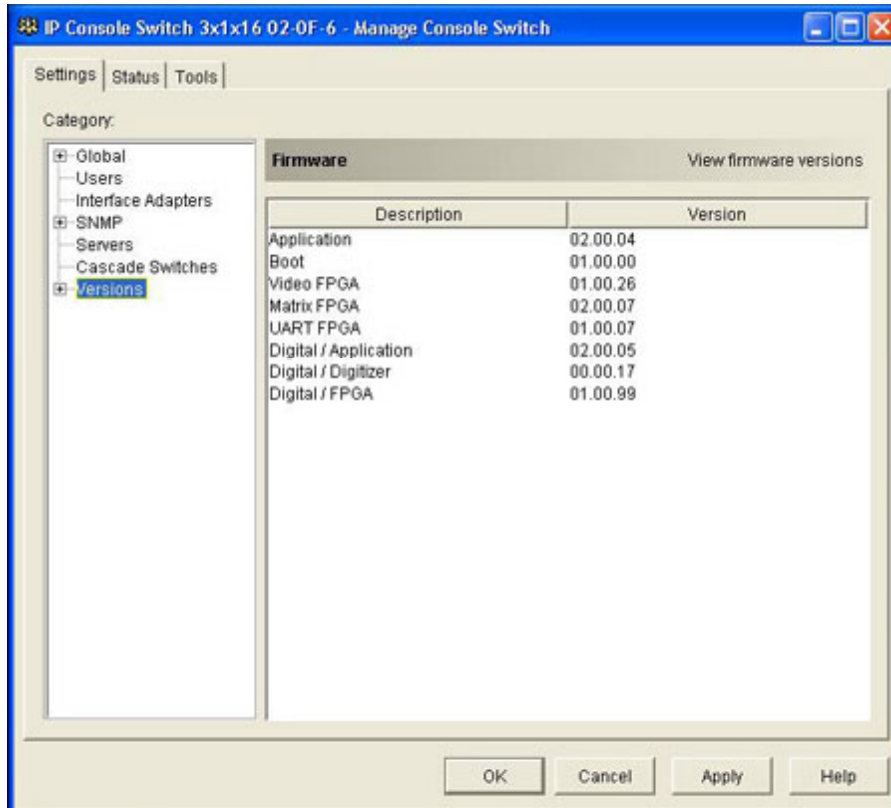 IP Console Switch 3x1x16 02-0F-6 - Manage Console Switch
Settings Status Tools
Category:
Global
Users
Interface Adapters
SNMP
Servers
Cascade Switches
Versions
Firmware View firmware versions
Description Version
Application 02.00.04
Boot 01.00.00
Video FPGA 01.00.26
Matrix FPGA 02.00.07
UART FPGA 01.00.07
Digital / Application 02.00.05
Digital / Digitizer 00.00.17
Digital / FPGA 01.00.99
OK Cancel Apply Help